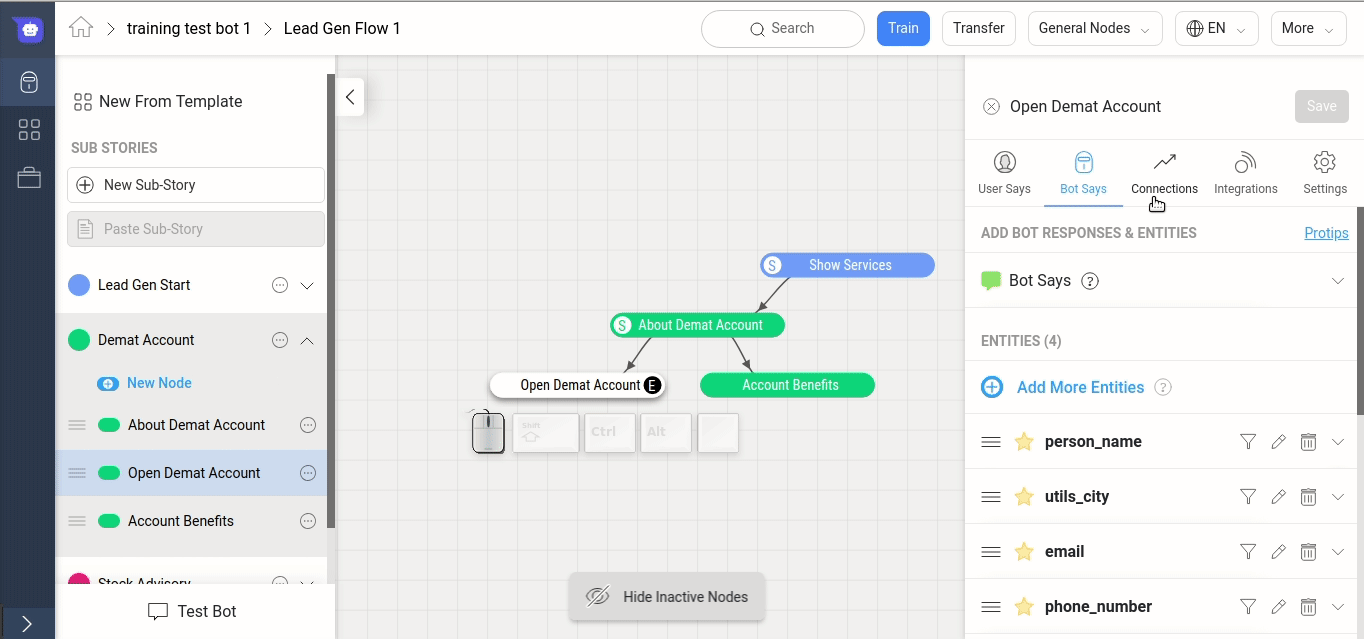 training test bot 1
Lead Gen Flow 1
Search
Train
Transfer
General Nodes
EN
More
New From Template
SUB STORIES
New Sub-Story
Paste Sub-Story
Lead Gen Start
Demat Account
New Node
About Demat Account
Open Demat Account
Account Benefits
Stock Advisory
Test Bot
S Show Services
S About Demat Account
Open Demat Account E
Account Benefits
Shift
Ctrl
Alt
Hide Inactive Nodes
Open Demat Account
Save
User Says
Bot Says
Connections
Integrations
Settings
ADD BOT RESPONSES & ENTITIES
Protips
Bot Says ?
ENTITIES (4)
Add More Entities ?
person_name
utils_city
email
phone_number